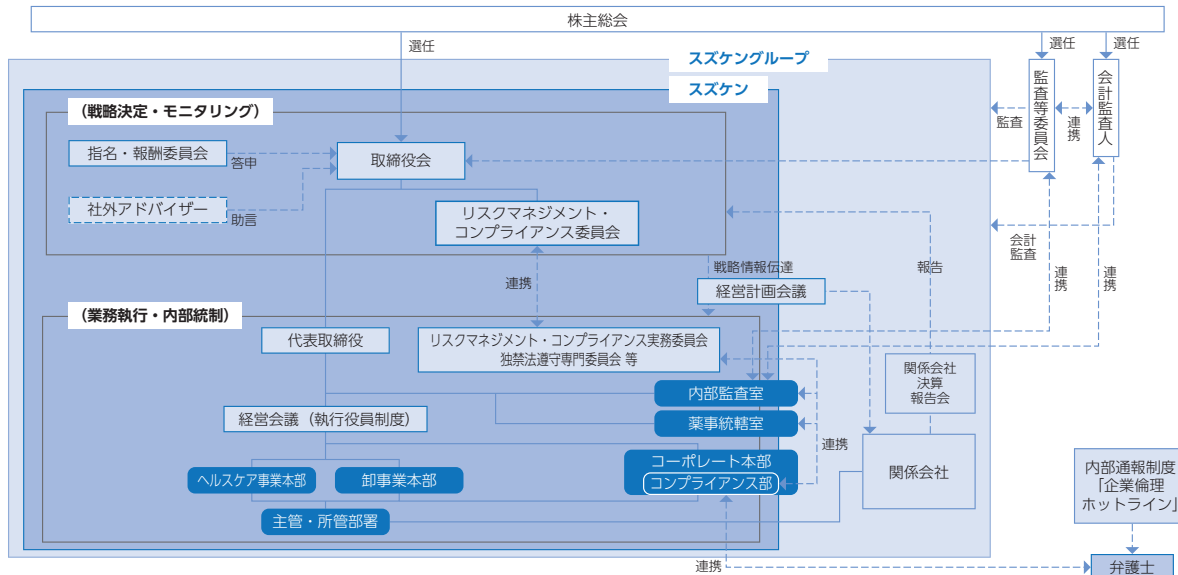 株主総会
選任
選任
選任
スズケングループ
スズケン
監査等委員会
会計監査人
監査
連携
(戦略決定・モニタリング)
指名・報酬委員会
答申
取締役会
社外アドバイザー
助言
リスクマネジメント・
コンプライアンス委員会
会計
監査
戦略情報伝達
報告
連携
連携
連携
経営計画会議
(業務執行・内部統制)
代表取締役
リスクマネジメント・コンプライアンス実務委員会
独禁法遵守専門委員会 等
関係会社
決算
報告会
内部監査室
経営会議(執行役員制度)
薬事統轄室
連携
コーポレート本部
コンプライアンス部
ヘルスケア事業本部
卸事業本部
関係会社
主管・所管部署
内部通報制度
「企業倫理
ホットライン」
連携
弁護士